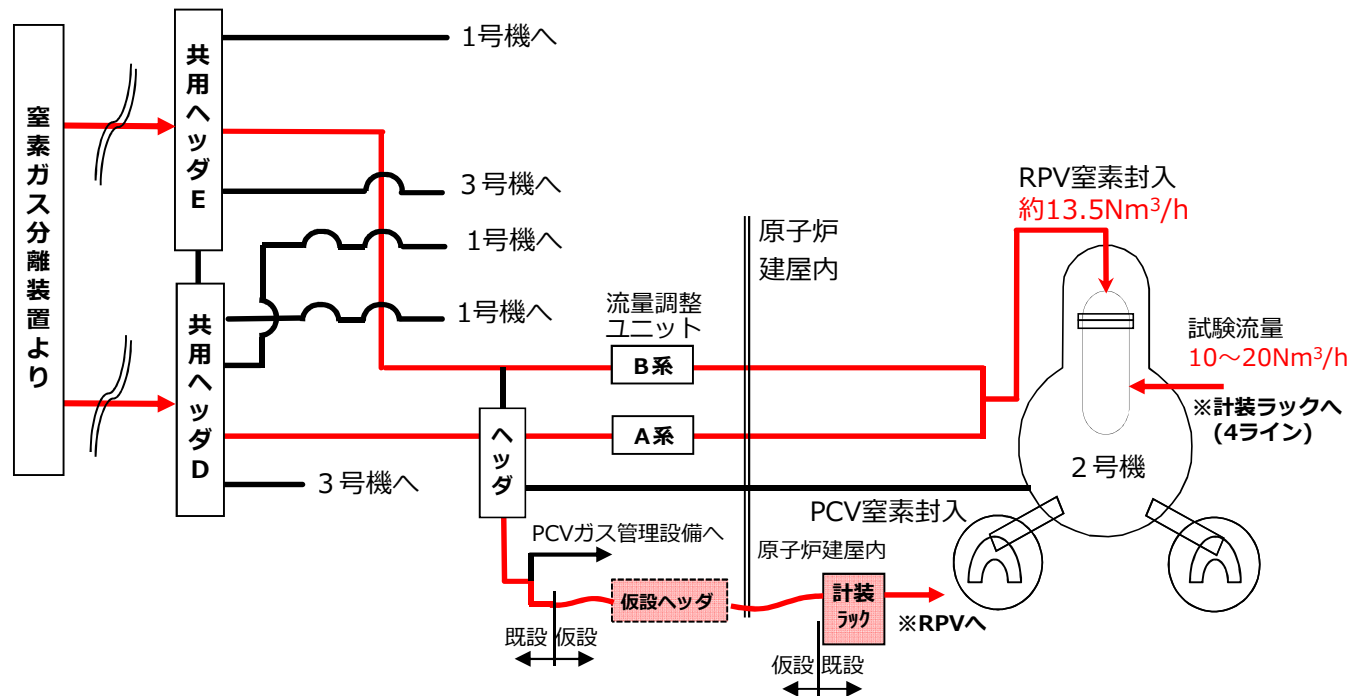 窒素ガス分離装置より
共用ヘッダE
共用ヘッダD
1号機へ
３号機へ
1号機へ
1号機へ
３号機へ
流量調整
ユニット
B系
A系
ヘッダ
原子炉
建屋内
RPV窒素封入
約13.5Nm³/h
試験流量
10～20Nm³/h
※計装ラックへ
(4ライン)
２号機
PCV窒素封入
PCVガス管理設備へ
原子炉建屋内
仮設ヘッダ
計装
ﾗｯｸ
※RPVへ
既設 仮設
仮設 既設